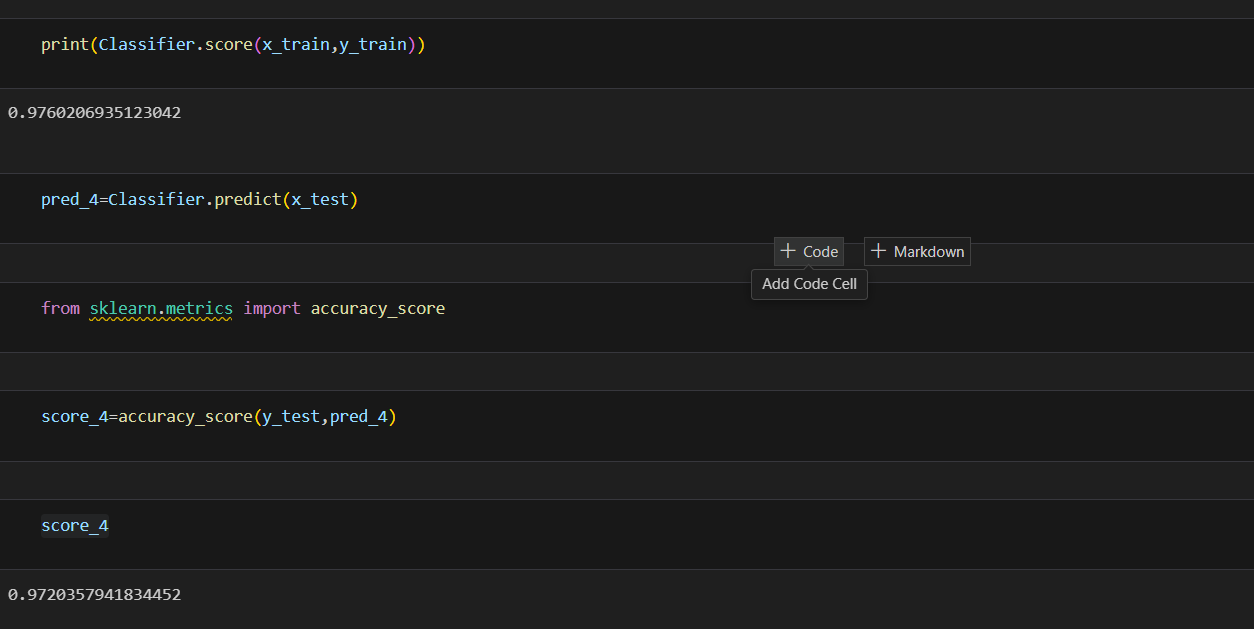 print(Classifier.score(x_train,y_train))
0.9760206935123042
pred_4=Classifier.predict(x_test)
+ Code + Markdown
Add Code Cell
from sklearn.metrics import accuracy_score
score_4=accuracy_score(y_test,pred_4)
score_4
0.9720357941834452